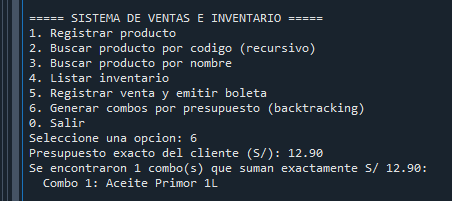 ===== SISTEMA DE VENTAS E INVENTARIO =====
1. Registrar producto
2. Buscar producto por codigo (recursivo)
3. Buscar producto por nombre
4. Listar inventario
5. Registrar venta y emitir boleta
6. Generar combos por presupuesto (backtracking)
0. Salir
Seleccione una opcion: 6
Presupuesto exacto del cliente (S/): 12.90
Se encontraron 1 combo(s) que suman exactamente S/ 12.90:
  Combo 1: Aceite Primor 1L